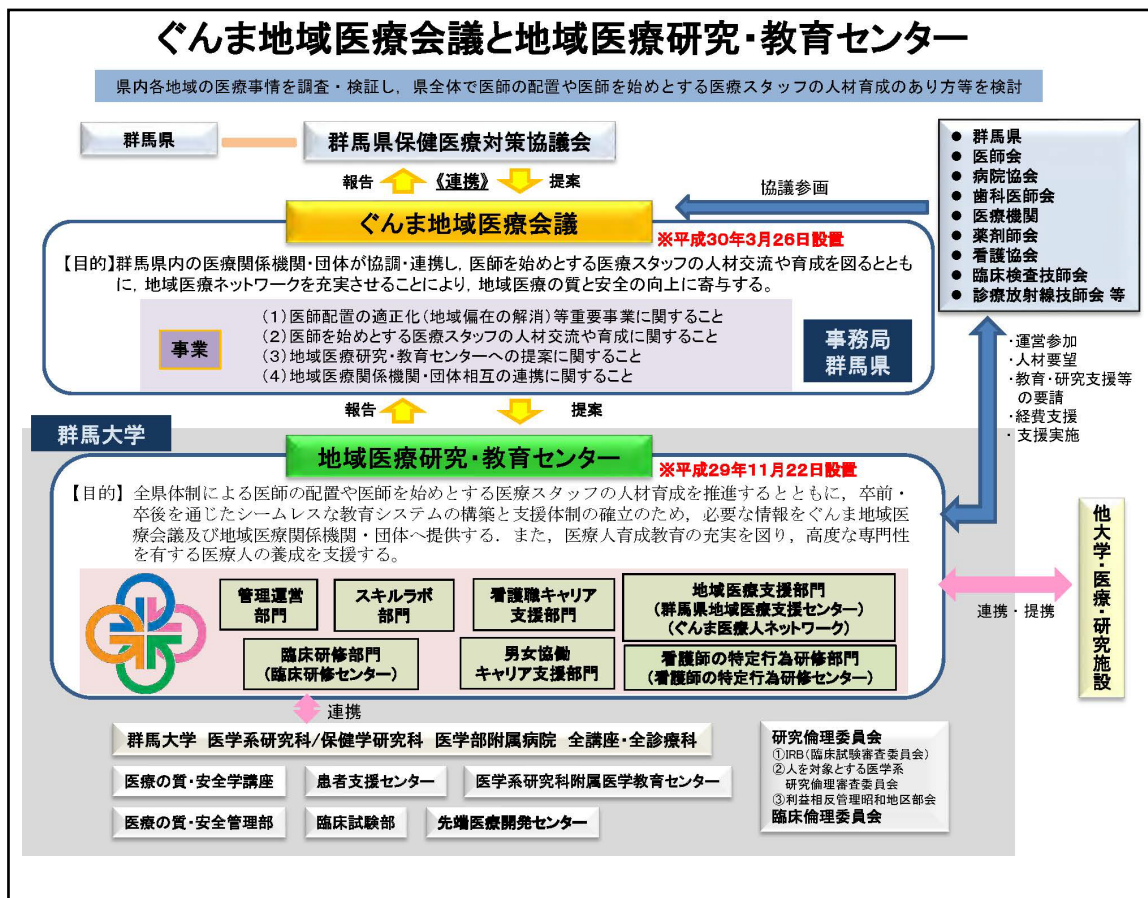 ぐんま地域医療会議と地域医療研究・教育センター
県内各地域の医療事情を調査・検証し，県全体で医師の配置や医師を始めとする医療スタッフの人材育成のあり方等を検討
群馬県
群馬県保健医療対策協議会
報告
《連携》
提案
協議参画
● 群馬県
● 医師会
● 病院協会
● 歯科医師会
● 医療機関
● 薬剤師会
● 看護協会
● 臨床検査技師会
● 診療放射線技師会 等
ぐんま地域医療会議
※平成30年3月26日設置
【目的】群馬県内の医療関係機関・団体が協調・連携し，医師を始めとする医療スタッフの人材交流や育成を図るととも
に，地域医療ネットワークを充実させることにより，地域医療の質と安全の向上に寄与する。
事業
（1）医師配置の適正化（地域偏在の解消）等重要事業に関すること
（2）医師を始めとする医療スタッフの人材交流や育成に関すること
（3）地域医療研究・教育センターへの提案に関すること
（4）地域医療関係機関・団体相互の連携に関すること
事務局
群馬県
・運営参加
・人材要望
・教育・研究支援等
の要請
・経費支援
・支援実施
報告
提案
群馬大学
地域医療研究・教育センター
※平成29年11月22日設置
【目的】全県体制による医師の配置や医師を始めとする医療スタッフの人材育成を推進するとともに，卒前・
卒後を通じたシームレスな教育システムの構築と支援体制の確立のため，必要な情報をぐんま地域医
療会議及び地域医療関係機関・団体へ提供する．また，医療人育成教育の充実を図り，高度な専門性
を有する医療人の養成を支援する。
管理運営
部門
スキルラボ
部門
看護職キャリア
支援部門
地域医療支援部門
（群馬県地域医療支援センター）
（ぐんま医療人ネットワーク）
臨床研修部門
（臨床研修センター）
男女協働
キャリア支援部門
看護師の特定行為研修部門
（看護師の特定行為研修センター）
連携・提携
他大学・医療・研究施設
連携
群馬大学 医学系研究科/保健学研究科 医学部附属病院 全講座・全診療科
医療の質・安全学講座
患者支援センター
医学系研究科附属医学教育センター
医療の質・安全管理部
臨床試験部
先端医療開発センター
研究倫理委員会
①IRB（臨床試験審査委員会）
②人を対象とする医学系
研究倫理審査委員会
③利益相反管理昭和地区部会
臨床倫理委員会